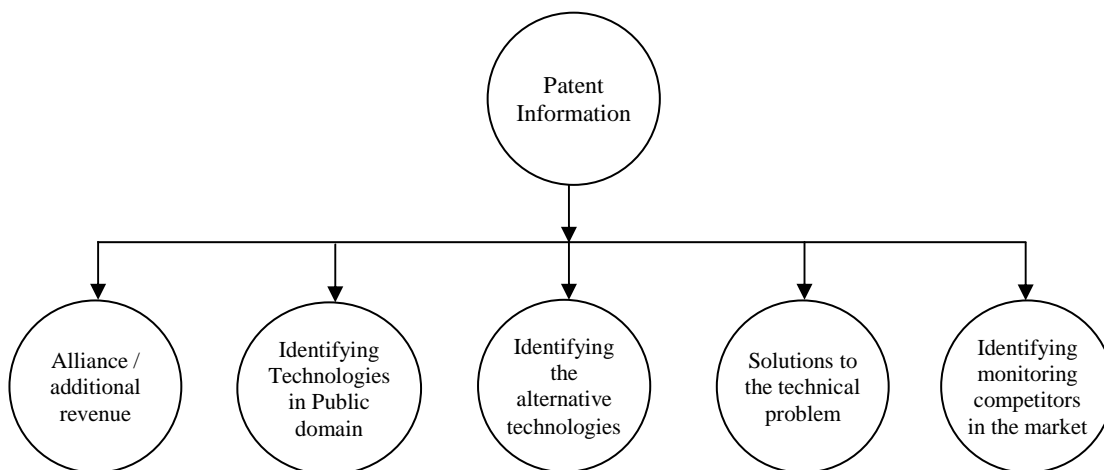 Patent
Information
Alliance /
additional
revenue
Identifying
Technologies
in Public
domain
Identifying
the
alternative
technologies
Solutions to
the technical
problem
Identifying
monitoring
competitors
in the market